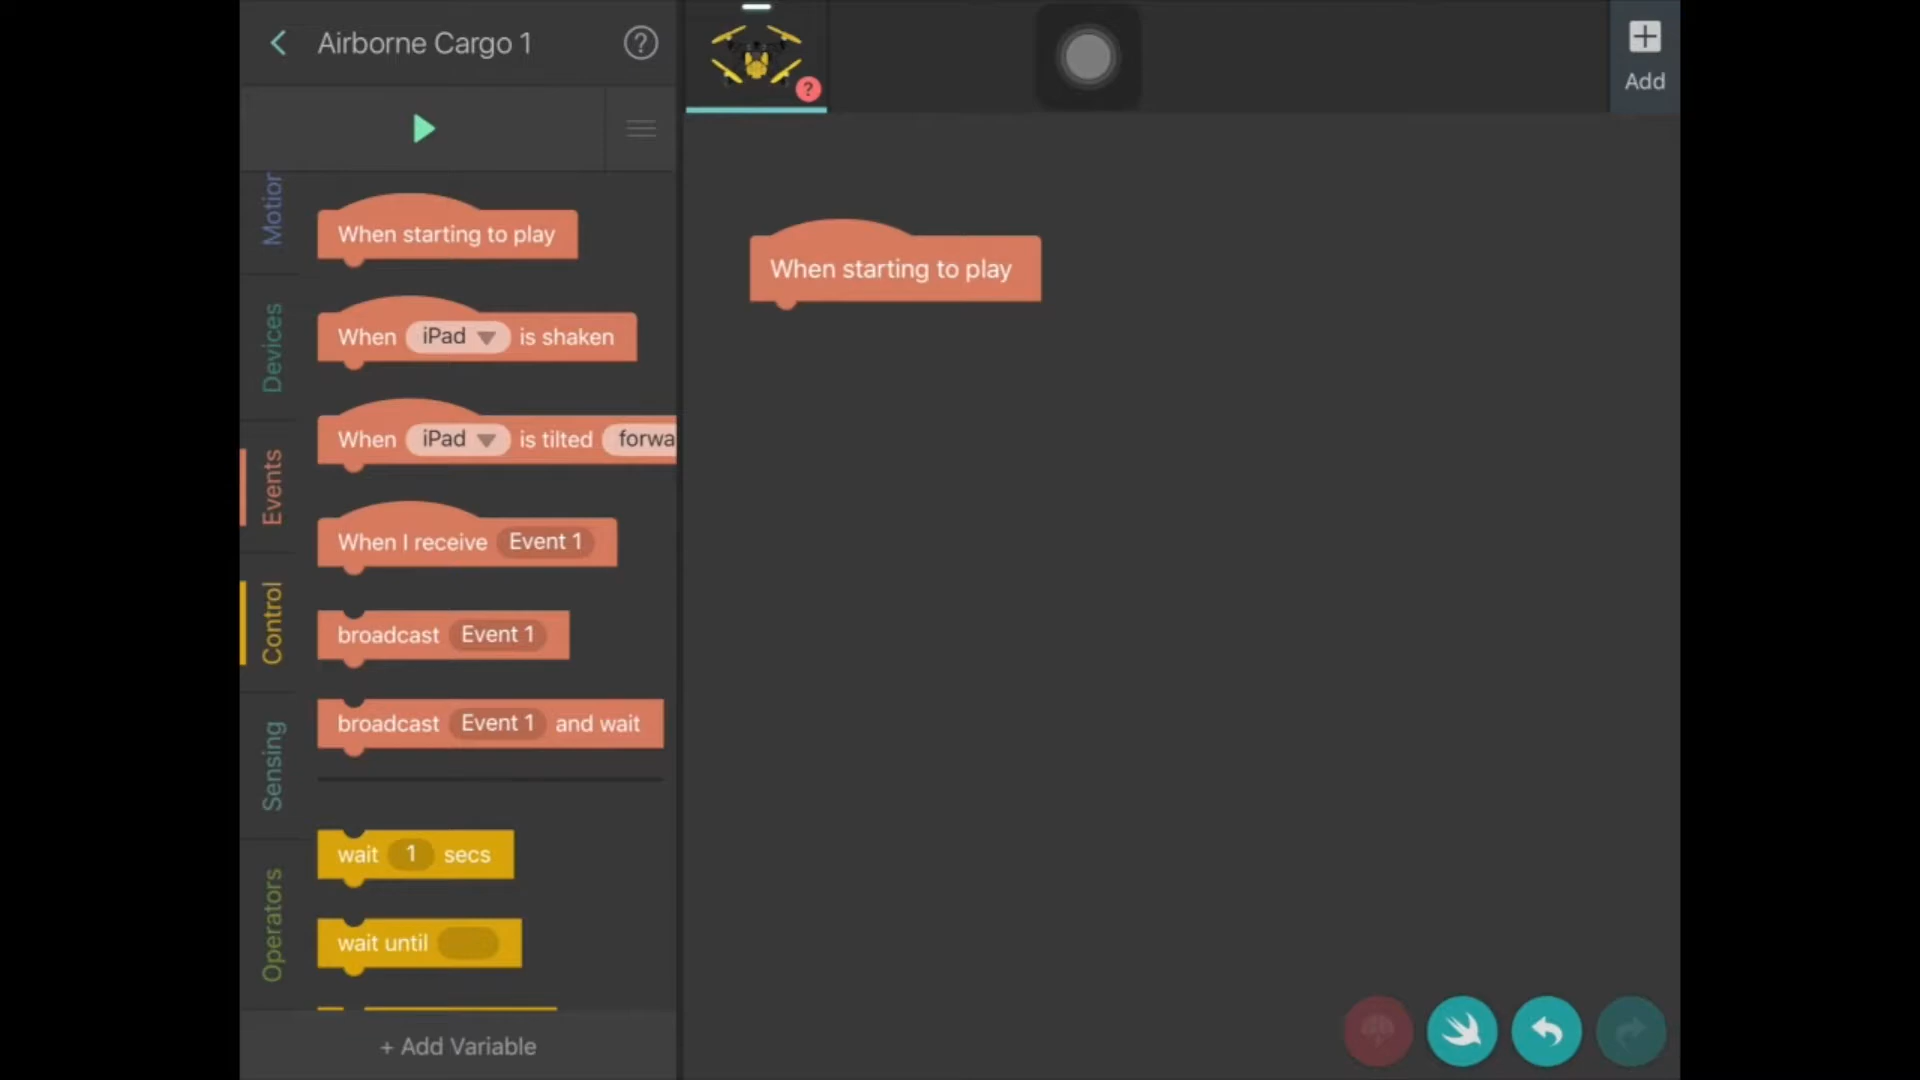 Airborne Cargo 1
?
?
Add
Motion
Devices
Events
Control
Sensing
Operators
When starting to play
When iPad is shaken
When iPad is tilted forwa
When I receive Event 1
broadcast Event 1
broadcast Event 1 and wait
wait 1 secs
wait until
+ Add Variable
When starting to play